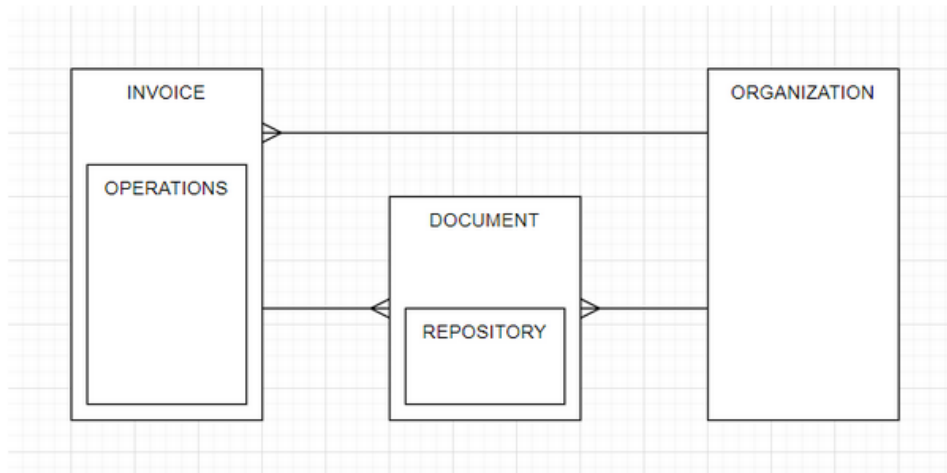 INVOICE
ORGANIZATION
OPERATIONS
DOCUMENT
REPOSITORY